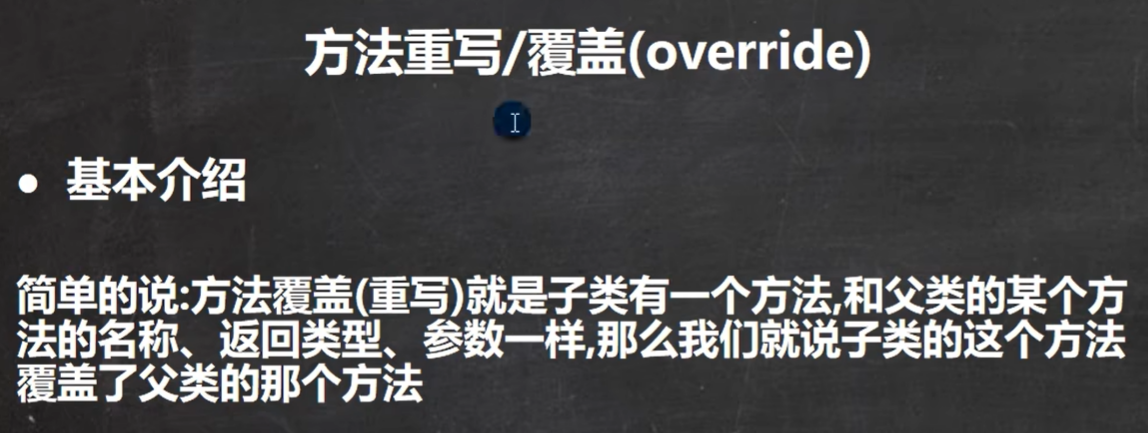 方法重写/覆盖(override)
● 基本介绍
简单的说:方法覆盖(重写)就是子类有一个方法,和父类的某个方
法的名称、返回类型、参数一样,那么我们就说子类的这个方法
覆盖了父类的那个方法